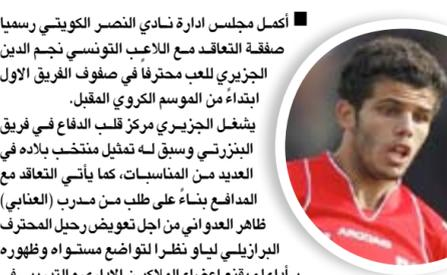 ■ أكمل مجلس ادارة نادي النصر الكويتي رسميا
صفقة التعاقد مع اللاعب التونسي نجم الدين
الجزيري للعب محترفا في صفوف الفريق الاول
ابتداءً من الموسم الكروي المقبل.
يشغل الجزيري مركز قلب الدفاع في فريق
البنزرتي وسبق له تمثيل منتخب بلاده في
العديد من المناسبات، كما يأتي التعاقد مع
المدافع بناءً على طلب من مدرب (العنابي)
ظاهر العدواني من اجل تعويض رحيل المحترف
البرازيلي لياو نظرا لتواضع مستواه وظهوره